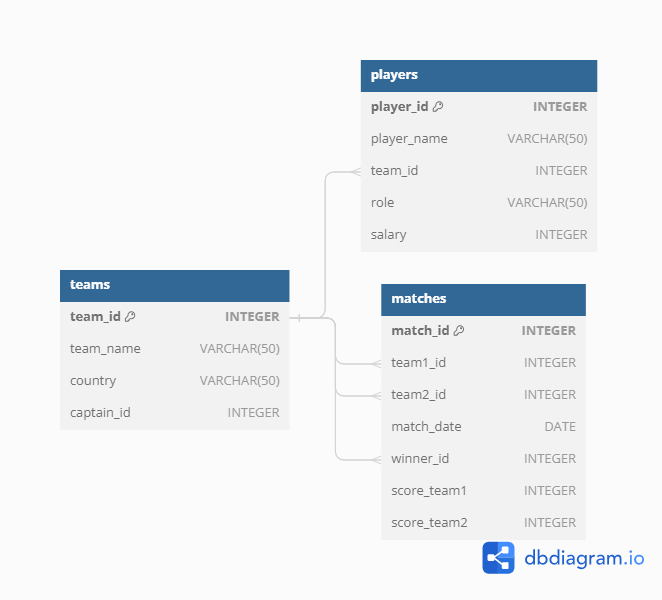 players
player_id INTEGER
player_name VARCHAR(50)
team_id INTEGER
role VARCHAR(50)
salary INTEGER
teams
team_id INTEGER
team_name VARCHAR(50)
country VARCHAR(50)
captain_id INTEGER
matches
match_id INTEGER
team1_id INTEGER
team2_id INTEGER
match_date DATE
winner_id INTEGER
score_team1 INTEGER
score_team2 INTEGER
dbdiagram.io